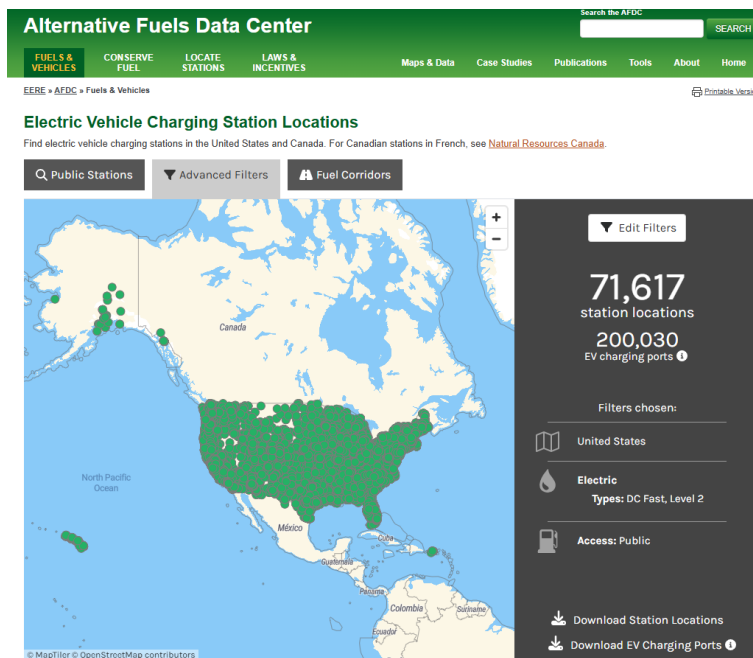 Alternative Fuels Data Center
Search the AFDC
SEARCH
FUELS & VEHICLES
CONSERVE FUEL
LOCATE STATIONS
LAWS & INCENTIVES
Maps & Data
Case Studies
Publications
Tools
About
Home
EERE » AFDC » Fuels & Vehicles
Printable Versi
Electric Vehicle Charging Station Locations
Find electric vehicle charging stations in the United States and Canada. For Canadian stations in French, see Natural Resources Canada.
Public Stations
Advanced Filters
Fuel Corridors
+
−
Canada
North Pacific
Ocean
México
Cuba
Guatemala
Panama
Colombia
Suriname
Ecuador
© MapTiler © OpenStreetMap contributors
Edit Filters
71,617
station locations
200,030
EV charging ports
Filters chosen:
United States
Electric
Types: DC Fast, Level 2
Access: Public
Download Station Locations
Download EV Charging Ports